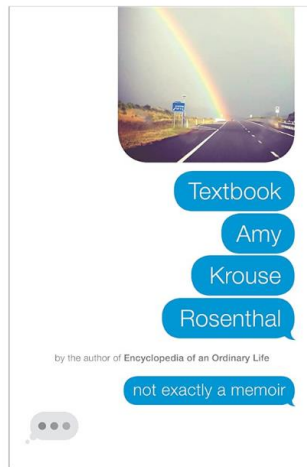 Textbook
Amy
Krouse
Rosenthal
by the author of Encyclopedia of an Ordinary Life
not exactly a memoir